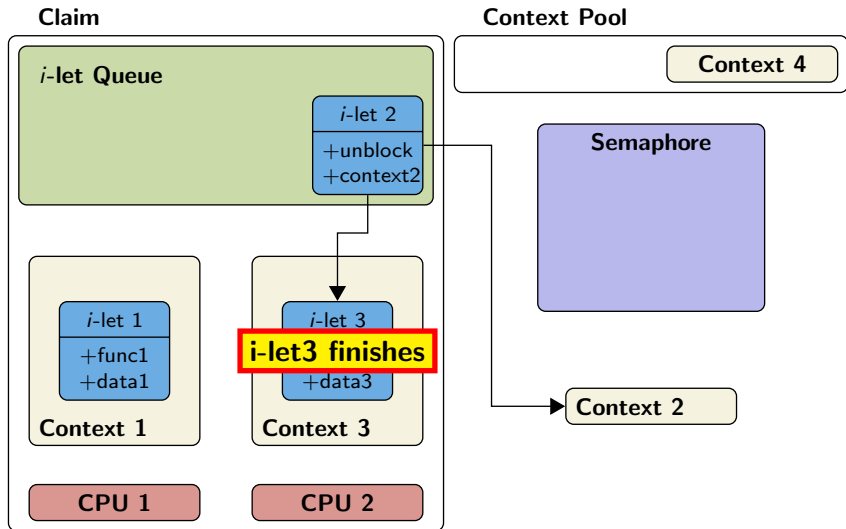 Claim
Context Pool
i-let Queue
Context 4
i-let 2
+unblock
+context2
Semaphore
i-let 1
+func1
+data1
Context 1
i-let 3
i-let3 finishes
+data3
Context 3
Context 2
CPU 1
CPU 2